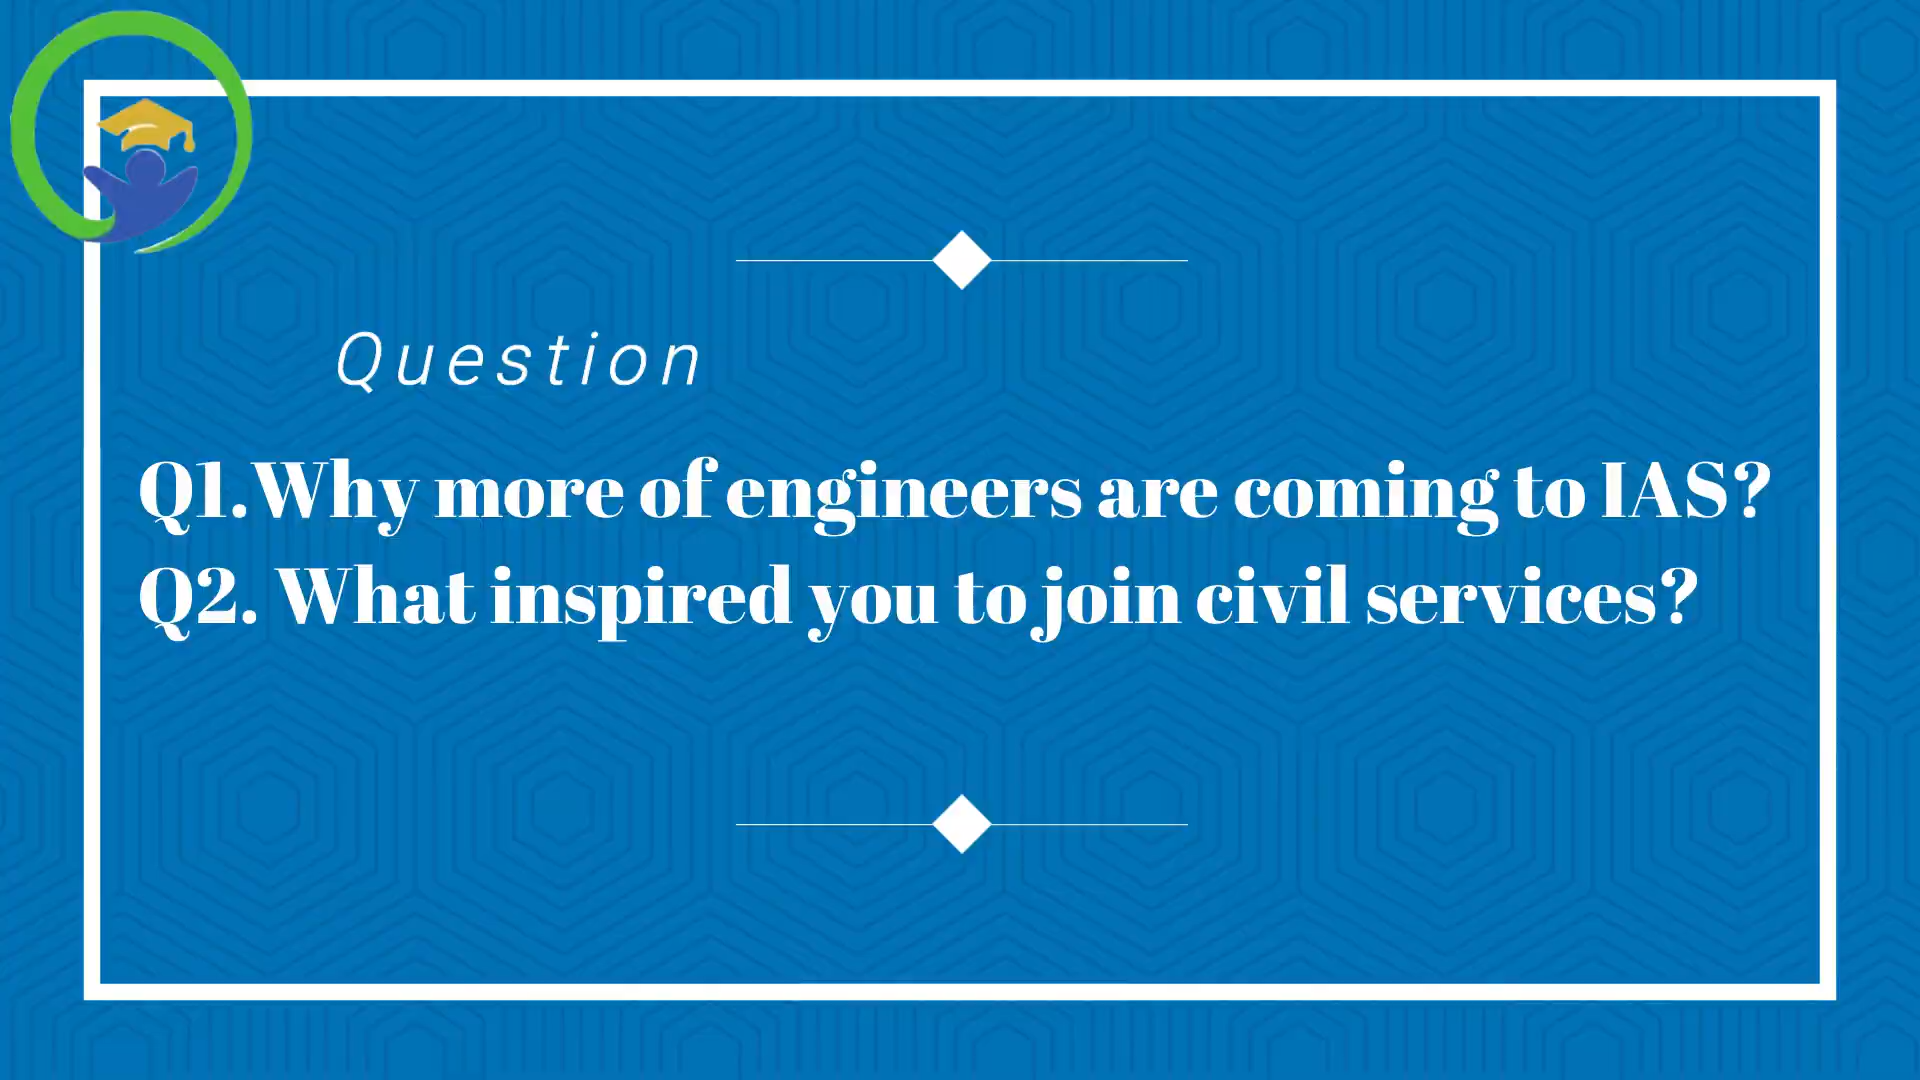 Question
Q1.Why more of engineers are coming to IAS?
Q2. What inspired you to join civil services?